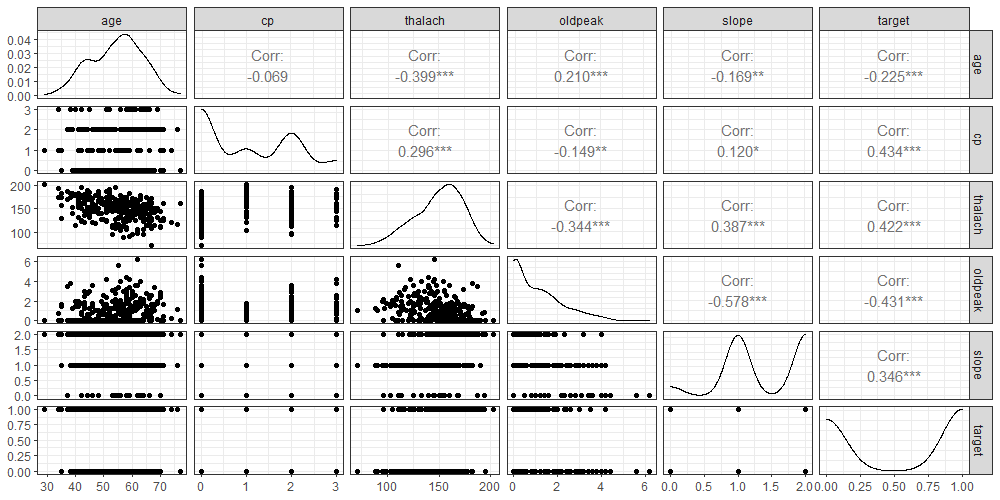 age cp thalach oldpeak slope target
0.04
0.03
0.02
0.01
0.00
Corr: Corr: Corr: Corr: Corr:
-0.069 -0.399*** 0.210*** -0.169** -0.225***
age
3
2
1
0
Corr: Corr: Corr: Corr:
0.296*** -0.149** 0.120* 0.434***
cp
200
150
100
Corr: Corr: Corr:
-0.344*** 0.387*** 0.422***
thalach
6
4
2
0
Corr: Corr:
-0.578*** -0.431***
oldpeak
2.0
1.5
1.0
0.5
0.0
Corr:
0.346***
slope
1.00
0.75
0.50
0.25
0.00
target
30 40 50 60 70 0 1 2 3 100 150 200 0 2 4 6 0.0 0.5 1.0 1.5 2.0 0.00 0.25 0.50 0.75 1.00